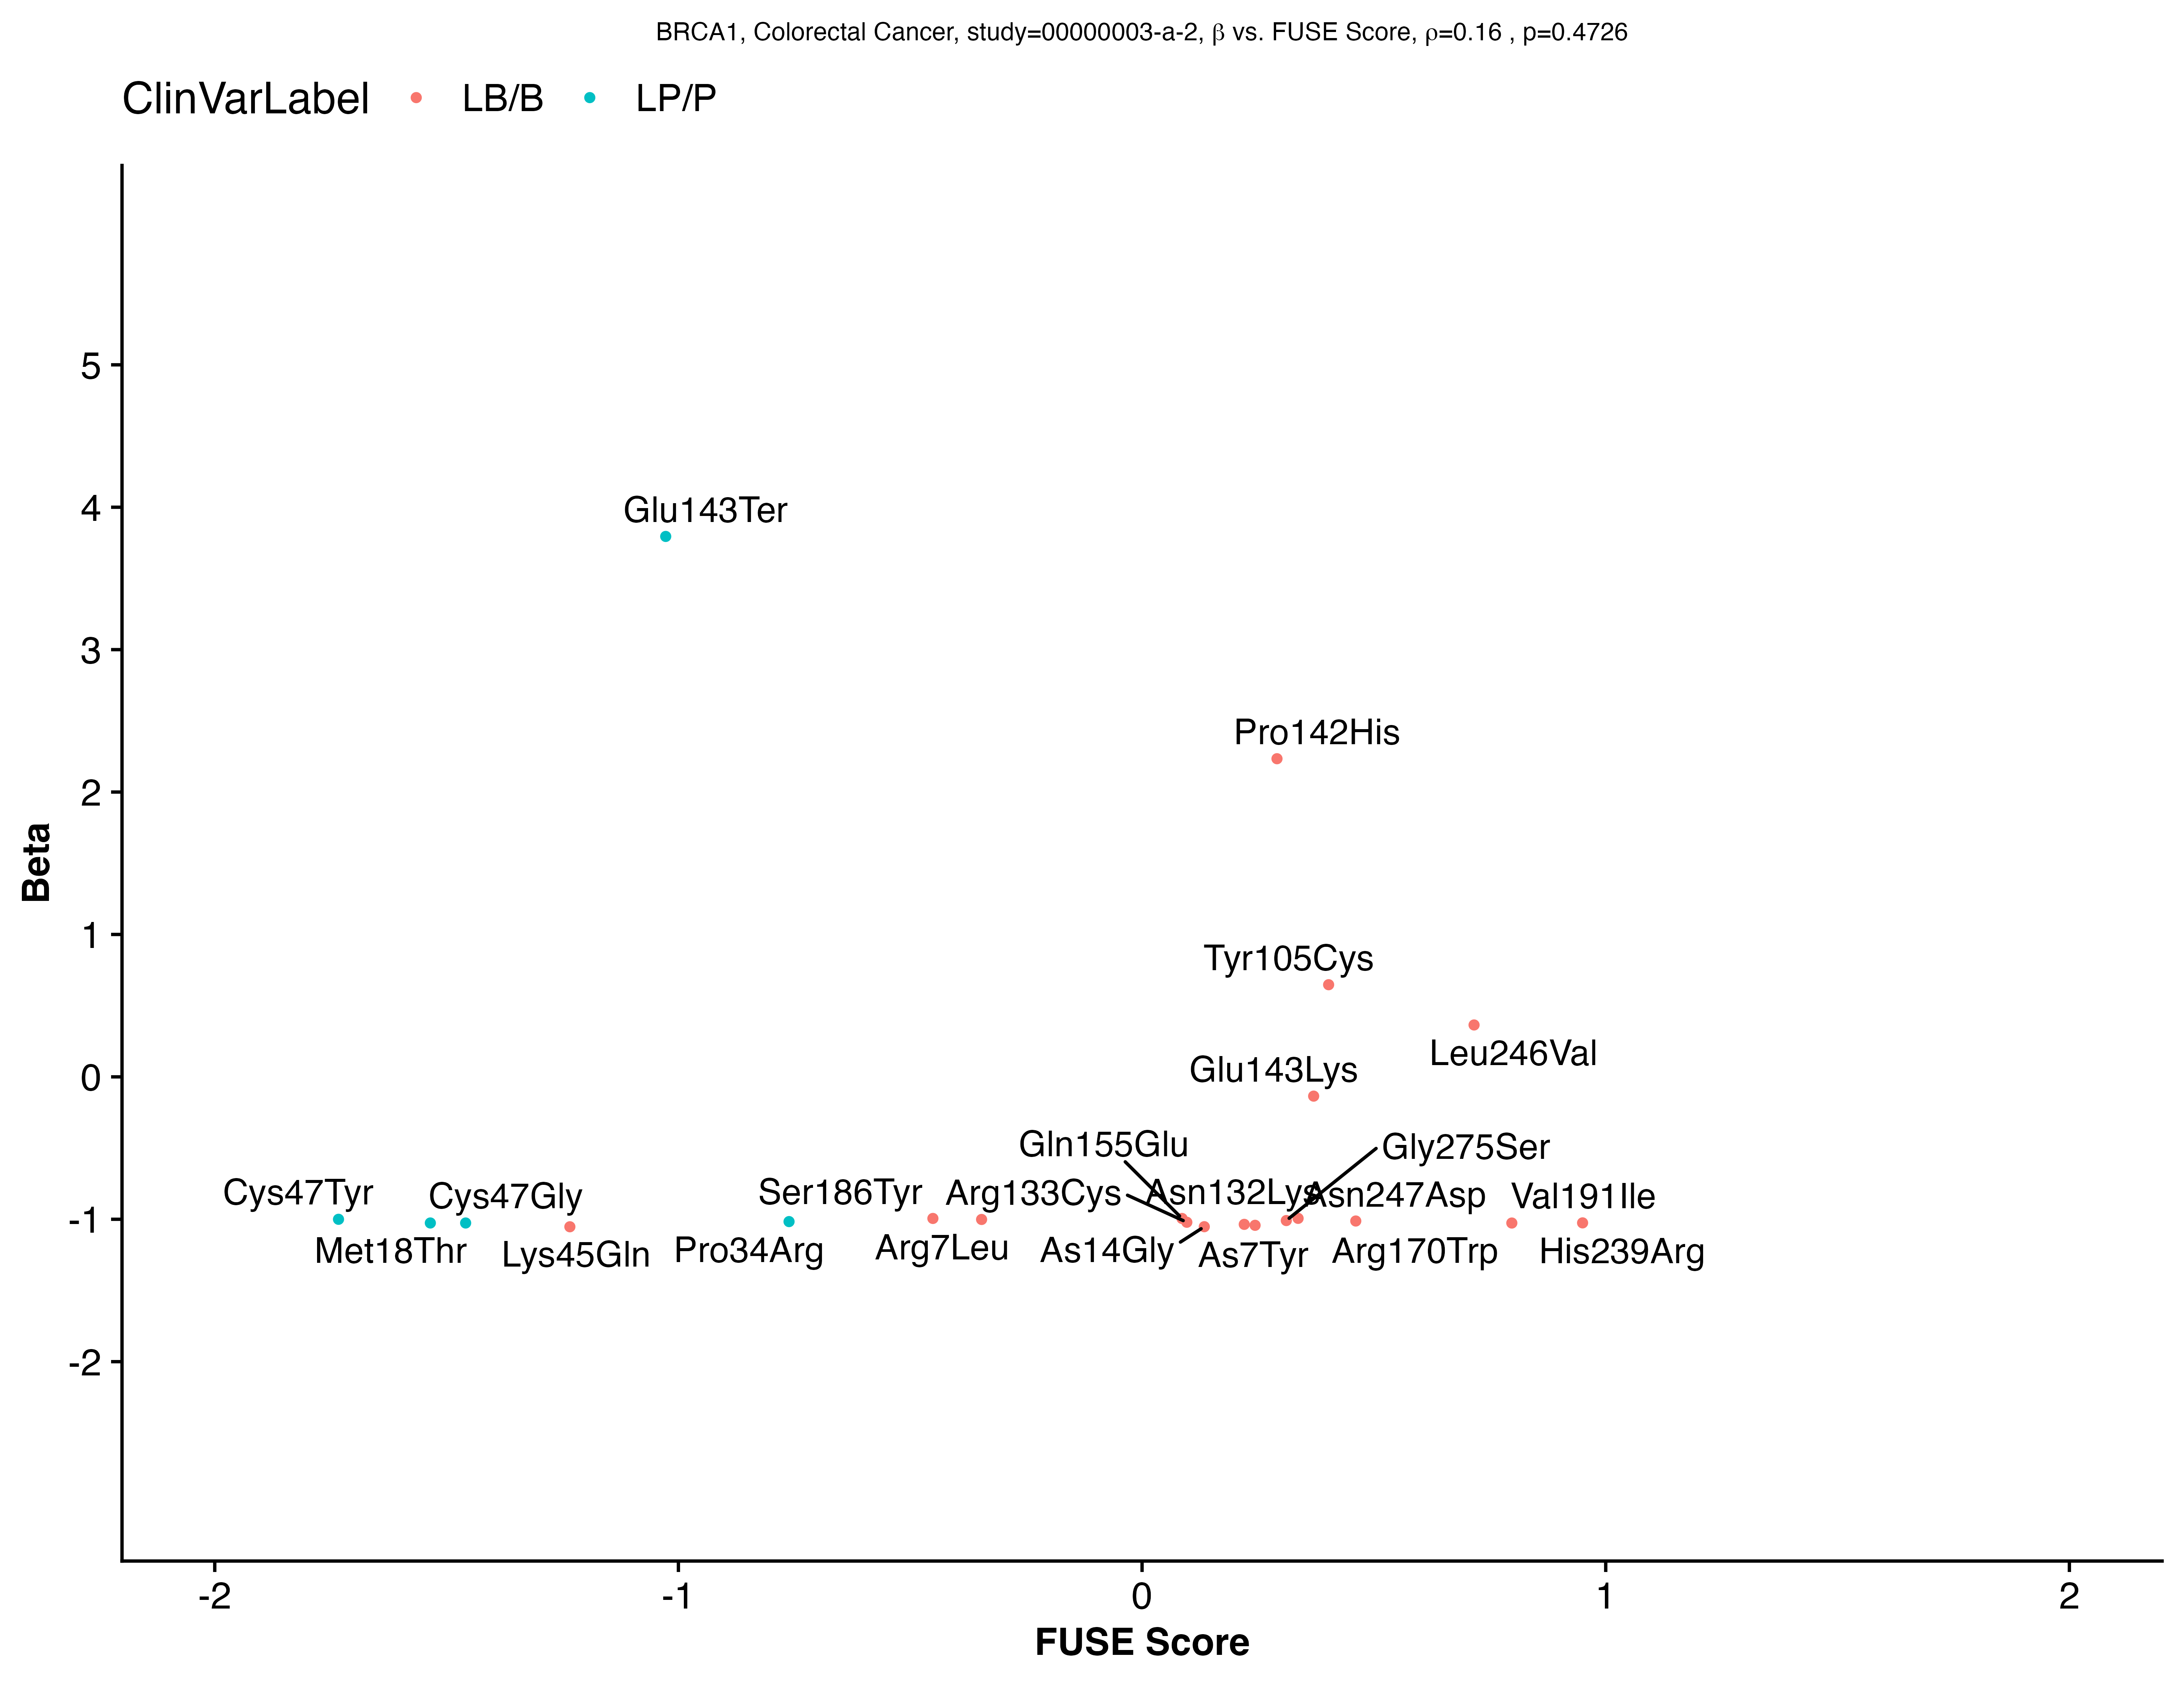 BRCA1, Colorectal Cancer, study=00000003-a-2, β vs. FUSE Score, ρ=0.16 , p=0.4726
ClinVarLabel LB/B LP/P
5
4
Glu143Ter
3
Pro142His
2
Beta
1
Tyr105Cys
Leu246Val
0
Glu143Lys
Gln155Glu Gly275Ser
Cys47Tyr Cys47Gly Ser186Tyr Arg133Cys Asn132Lys Asn247Asp Val191Ile
-1
Met18Thr Lys45Gln Pro34Arg Arg7Leu As14Gly As7Tyr Arg170Trp His239Arg
-2
-2 -1 0 1 2
FUSE Score